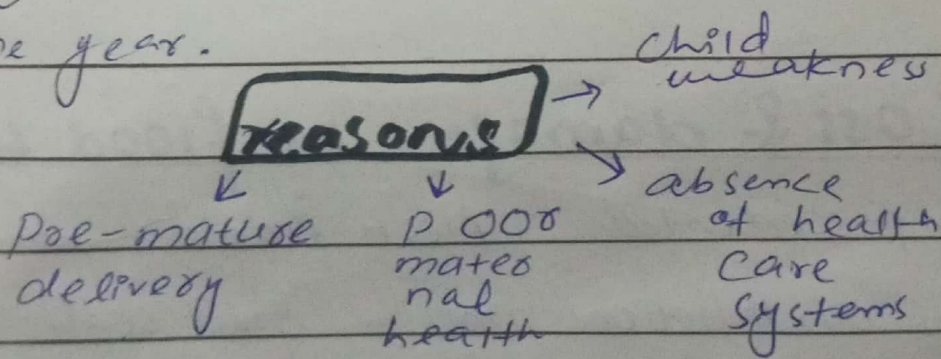 year.
reasons
child
weakness
Pre-mature
delivery
poor
mater
nal
health
absence
of health
care
systems